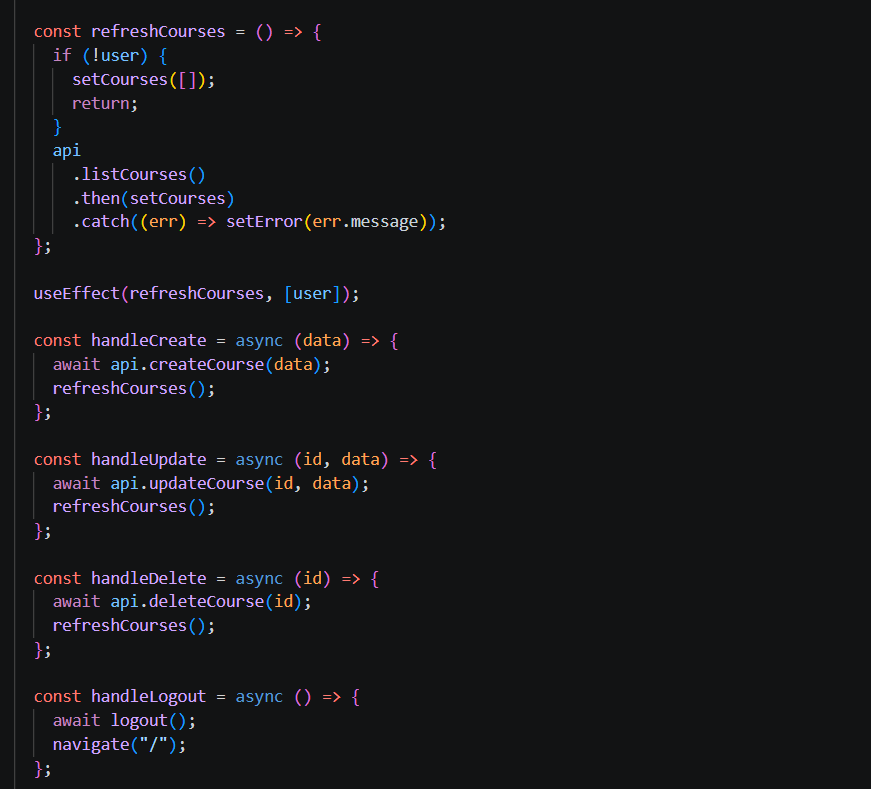 const refreshCourses = () => {
if (!user) {
setCourses([]);
return;
}
api
.listCourses()
.then(setCourses)
.catch((err) => setError(err.message));
};
useEffect(refreshCourses, [user]);
const handleCreate = async (data) => {
await api.createCourse(data);
refreshCourses();
};
const handleUpdate = async (id, data) => {
await api.updateCourse(id, data);
refreshCourses();
};
const handleDelete = async (id) => {
await api.deleteCourse(id);
refreshCourses();
};
const handleLogout = async () => {
await logout();
navigate("/");
};